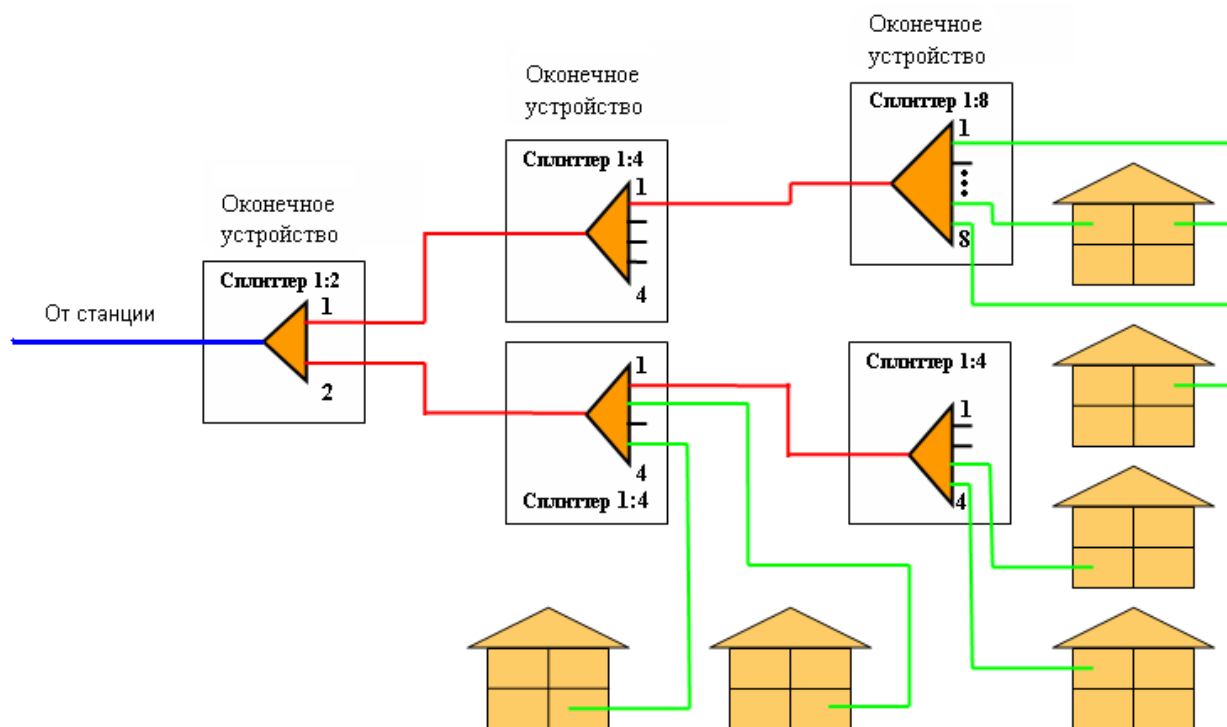 Оконечное
устройство
Сплиттер 1:8
1
8
Оконечное
устройство
Сплиттер 1:4
1
4
Оконечное
устройство
Сплиттер 1:2
1
2
От станции
1
4
Сплиттер 1:4
Сплиттер 1:4
1
4